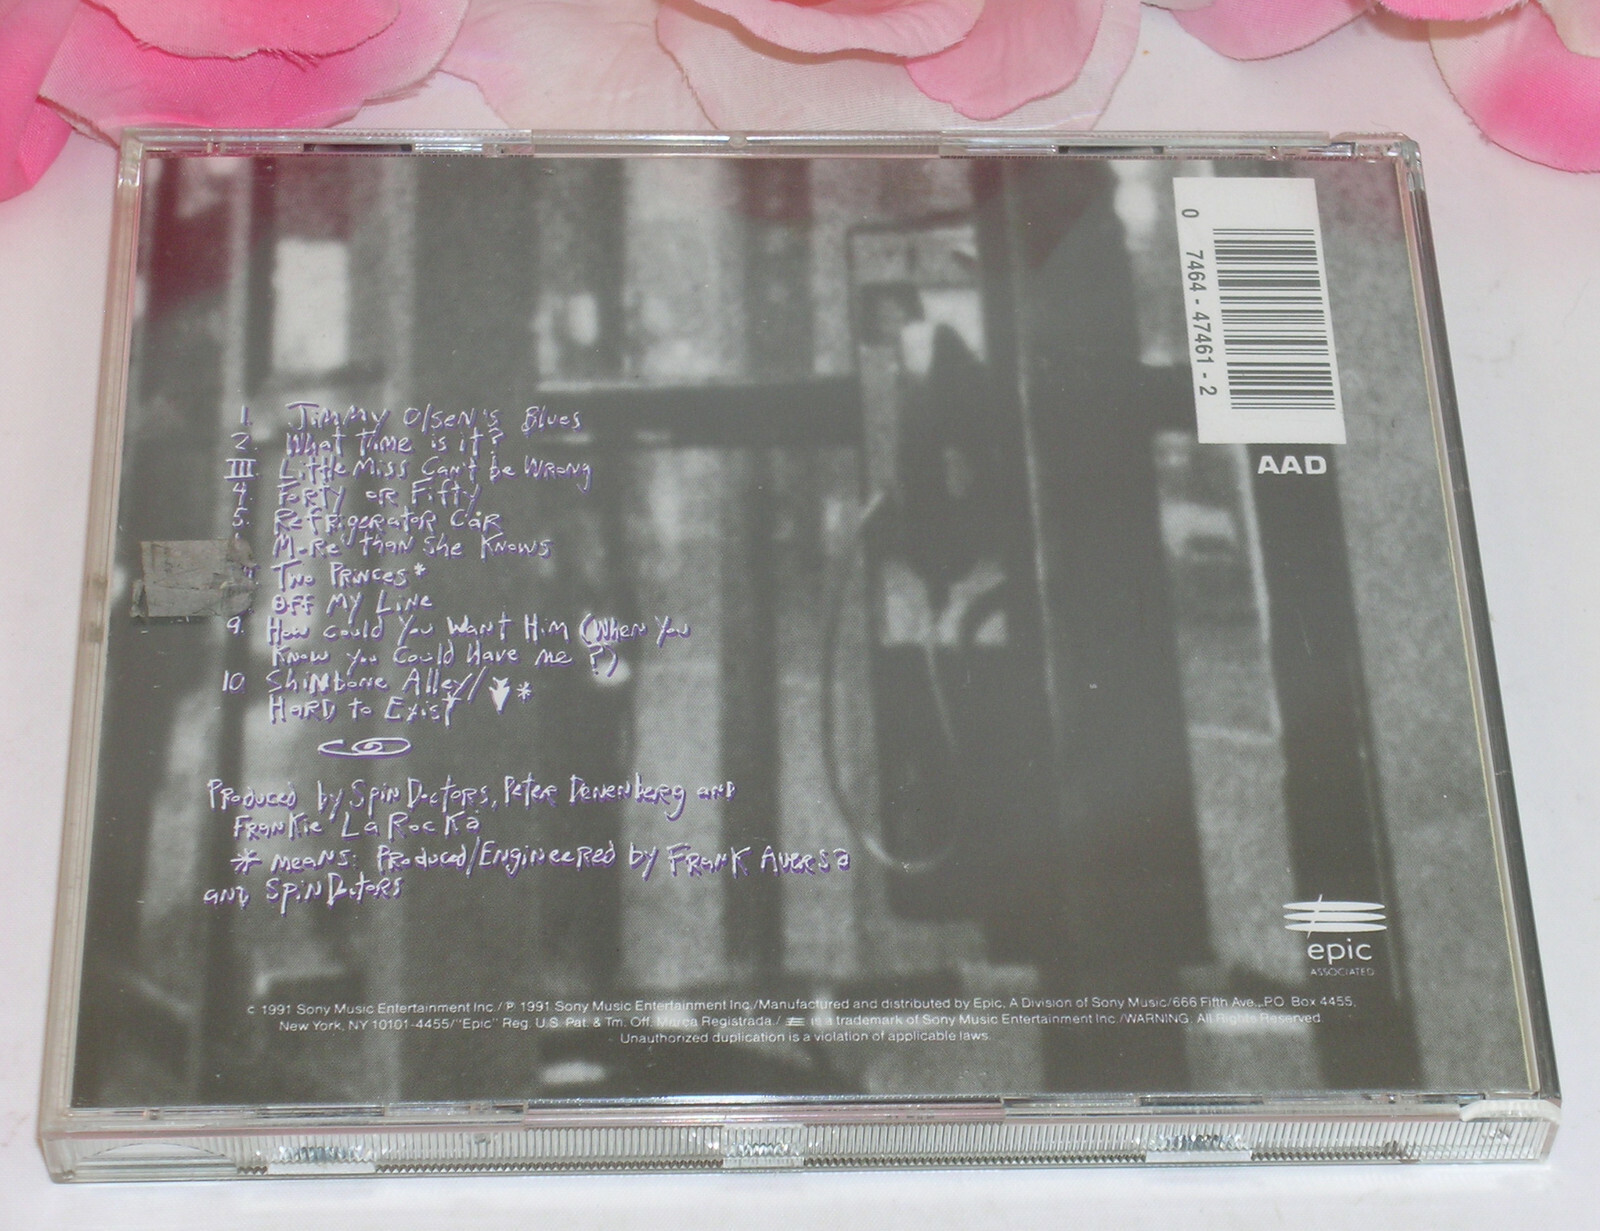 1. Jimmy Olsen's Blues
2. What Time is it?
III. Little Miss Can't be Wrong
4. Forty or Fifty
5. Refrigerator Car
More than She Knows
Two Princes*
Off My Line
9. How could You Want Him (When You
Know you Could Have me?)
10. Shinbone Alley/
Hard to Exist *
Produced by Spin Doctors, Peter Denenberg and
Frankie LaRocka
* means: Produced/Engineered by Frank Aversa
and Spin Doctors
0 7464-47461-2
AAD
epic
ASSOCIATED
© 1991 Sony Music Entertainment Inc./℗ 1991 Sony Music Entertainment Inc./Manufactured and distributed by Epic, A Division of Sony Music/666 Fifth Ave., P.O. Box 4455,
New York, NY 10101-4455/"Epic" Reg. U.S. Pat. & Tm. Off. Marca Registrada./ is a trademark of Sony Music Entertainment Inc./WARNING: All Rights Reserved.
Unauthorized duplication is a violation of applicable laws.